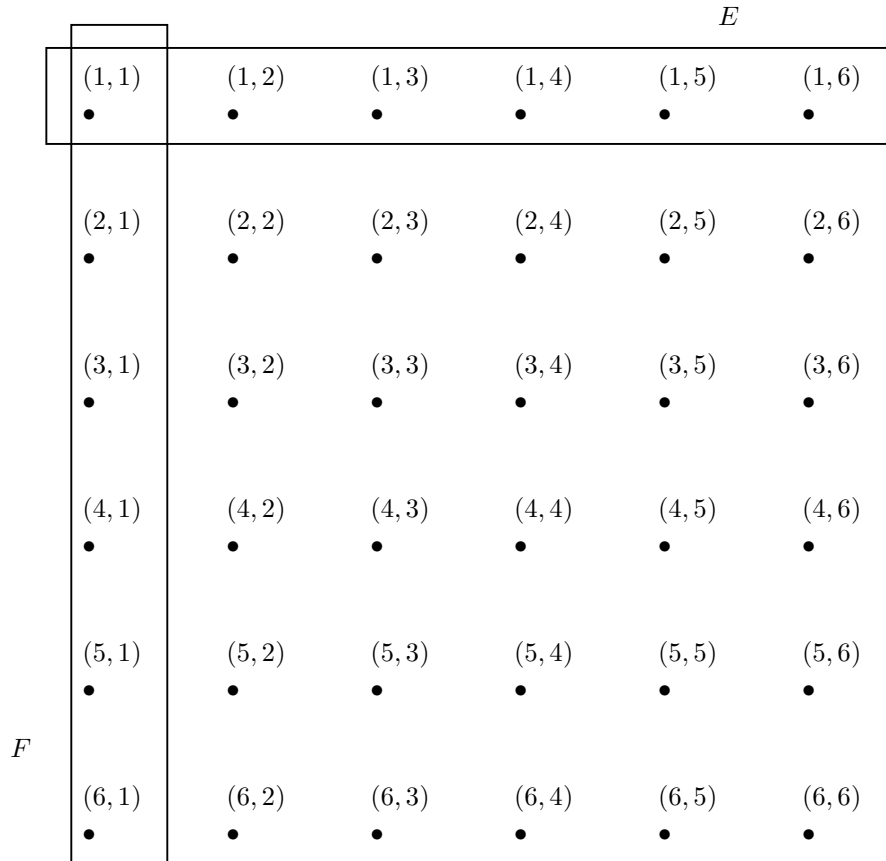 E
(1, 1) (1, 2) (1, 3) (1, 4) (1, 5) (1, 6)
(2, 1) (2, 2) (2, 3) (2, 4) (2, 5) (2, 6)
(3, 1) (3, 2) (3, 3) (3, 4) (3, 5) (3, 6)
(4, 1) (4, 2) (4, 3) (4, 4) (4, 5) (4, 6)
(5, 1) (5, 2) (5, 3) (5, 4) (5, 5) (5, 6)
F
(6, 1) (6, 2) (6, 3) (6, 4) (6, 5) (6, 6)